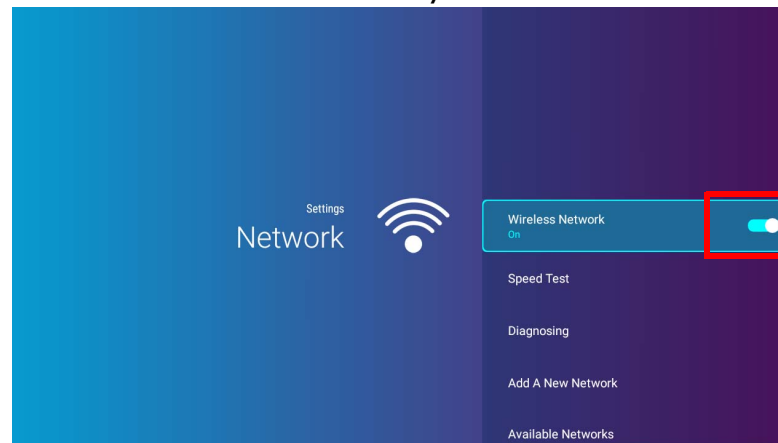 Settings
Network
Wireless Network
On
Speed Test
Diagnosing
Add A New Network
Available Networks